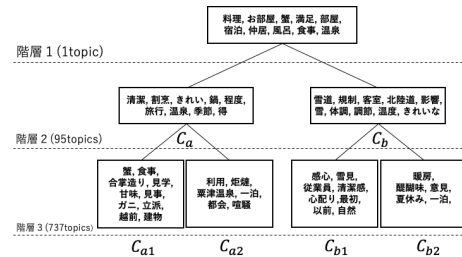 料理, お部屋, 蟹, 満足, 部屋,
宿泊, 仲居, 風呂, 食事, 温泉
階層 1 (1topic)
清潔, 割烹, きれい, 鍋, 程度,
旅行, 温泉, 季節, 得
雪道, 規制, 客室, 北陸道, 影響,
雪, 体調, 調節, 温度, きれいな
階層 2 (95topics)
Ca
Cb
蟹, 食事,
合掌造り, 見学,
甘味, 見事,
ガニ, 立派,
越前, 建物
利用, 炬燵,
粟津温泉, 一泊,
都会, 喧騒
感心, 雪見,
従業員, 清潔感,
心配り, 最初,
以前, 自然
暖房,
醍醐味, 意見,
夏休み, 一泊,
階層 3 (737topics)
Ca1
Ca2
Cb1
Cb2